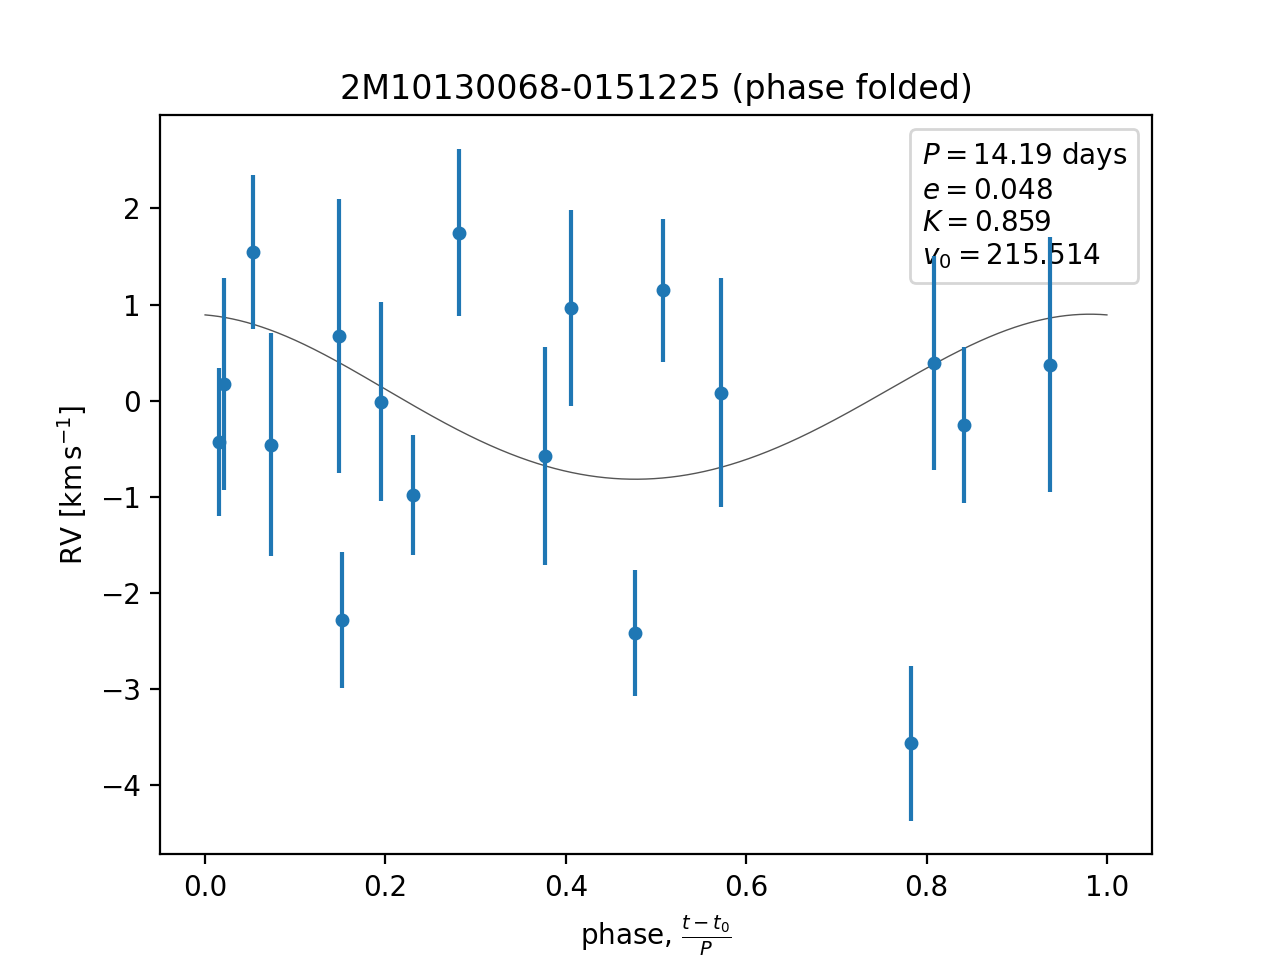 2M10130068-0151225 (phase folded)
P = 14.19 days
e = 0.048
K = 0.859
v₀ = 215.514
2
1
0
−1
−2
−3
−4
RV [km s⁻¹]
0.0 0.2 0.4 0.6 0.8 1.0
phase, (t − t₀)/P